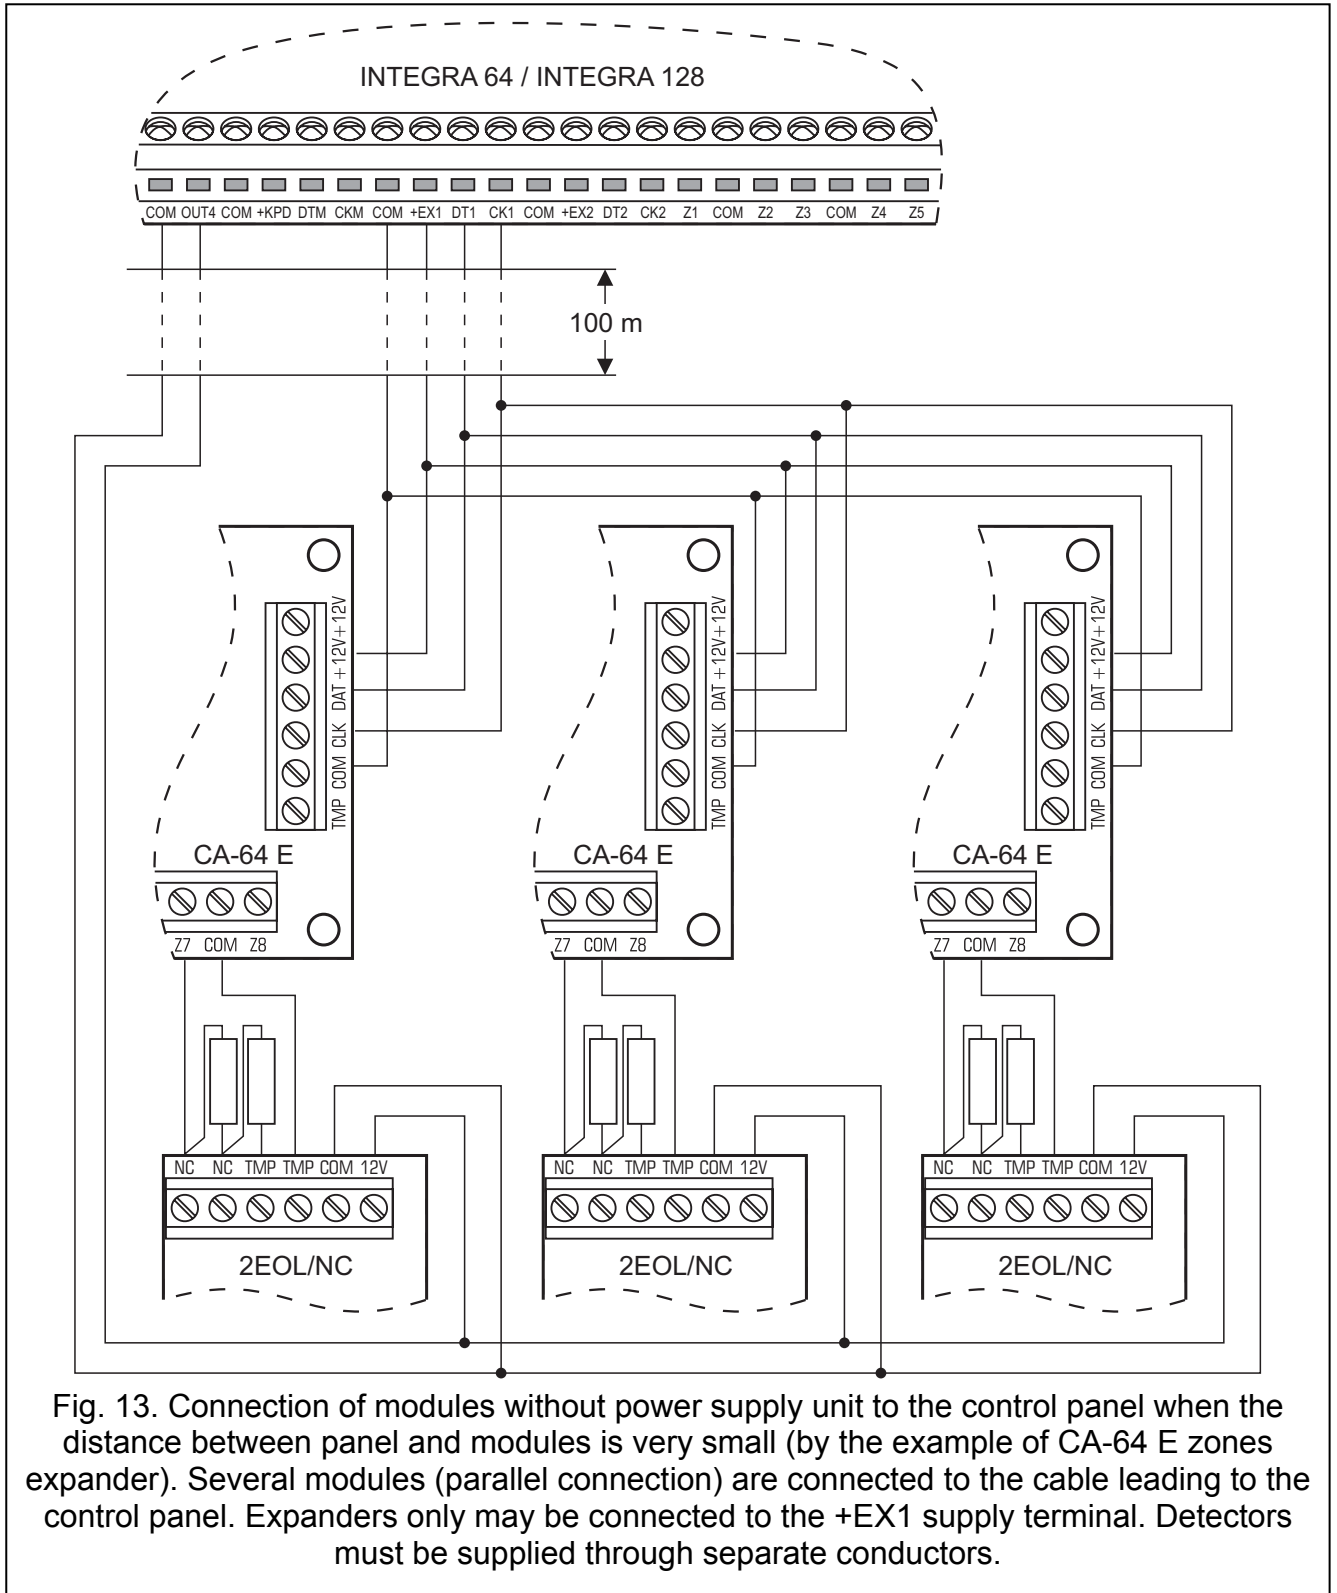 INTEGRA 64 / INTEGRA 128
COM OUT4 COM +KPD DTM CKM COM +EX1 DT1 CK1 COM +EX2 DT2 CK2 Z1 COM Z2 Z3 COM Z4 Z5
100 m
TMP COM CLK DAT +12V+12V
TMP COM CLK DAT +12V+12V
TMP COM CLK DAT +12V+12V
CA-64 E
CA-64 E
CA-64 E
Z7 COM Z8
Z7 COM Z8
Z7 COM Z8
NC NC TMP TMP COM 12V
NC NC TMP TMP COM 12V
NC NC TMP TMP COM 12V
2EOL/NC
2EOL/NC
2EOL/NC
Fig. 13. Connection of modules without power supply unit to the control panel when the
distance between panel and modules is very small (by the example of CA-64 E zones
expander). Several modules (parallel connection) are connected to the cable leading to the
control panel. Expanders only may be connected to the +EX1 supply terminal. Detectors
must be supplied through separate conductors.